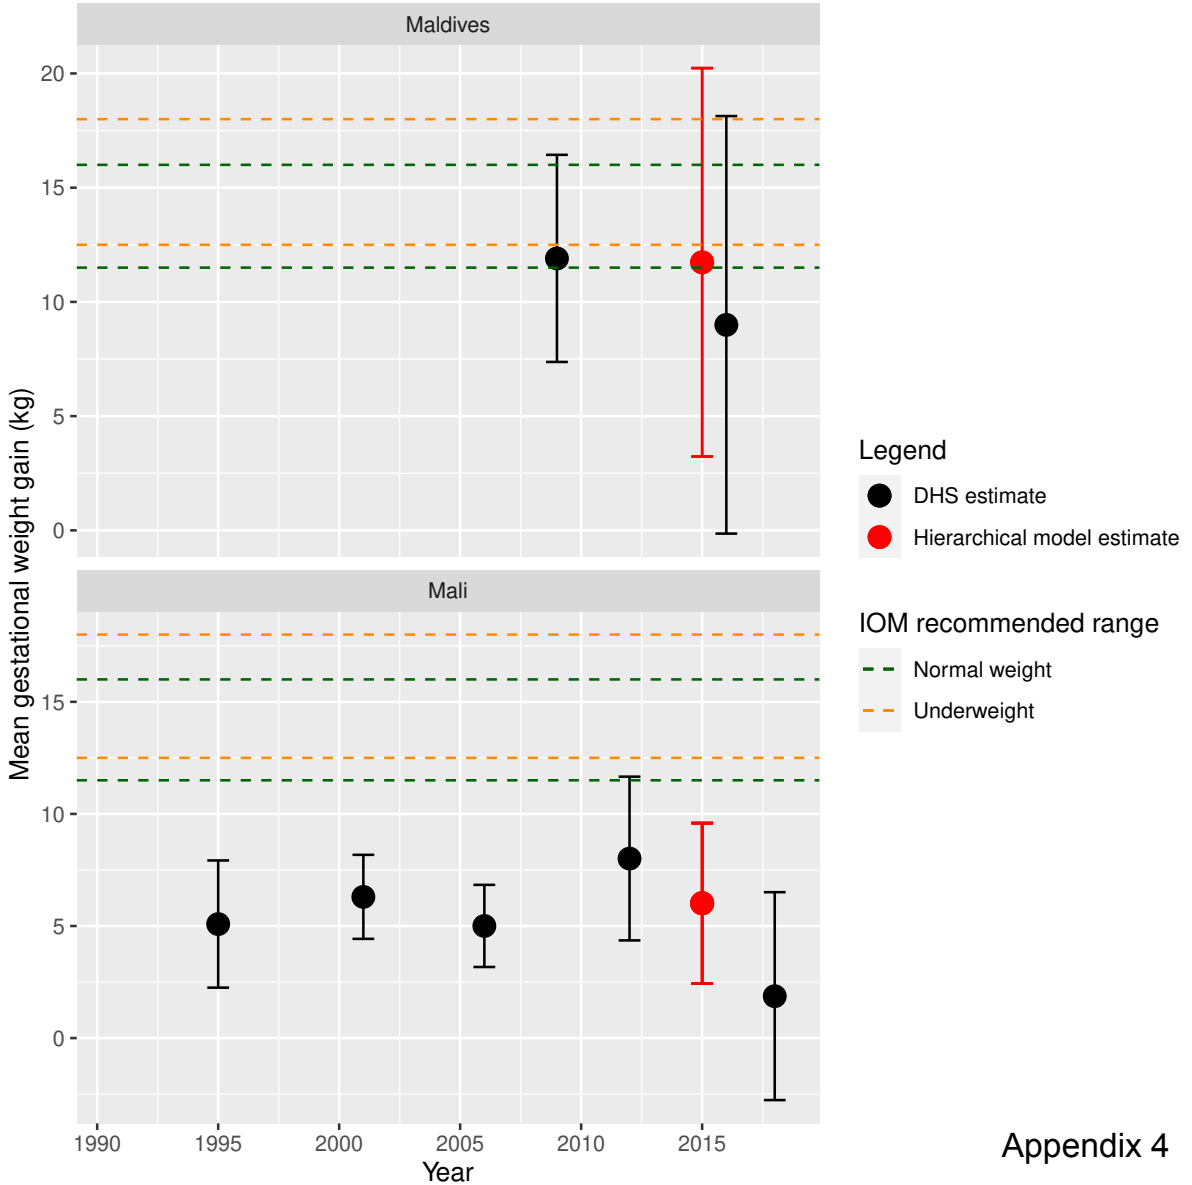 Maldives
20
15
10
5
0
Mean gestational weight gain (kg)
Mali
15
10
5
0
1990 1995 2000 2005 2010 2015
Year
Legend
DHS estimate
Hierarchical model estimate
IOM recommended range
Normal weight
Underweight
Appendix 4